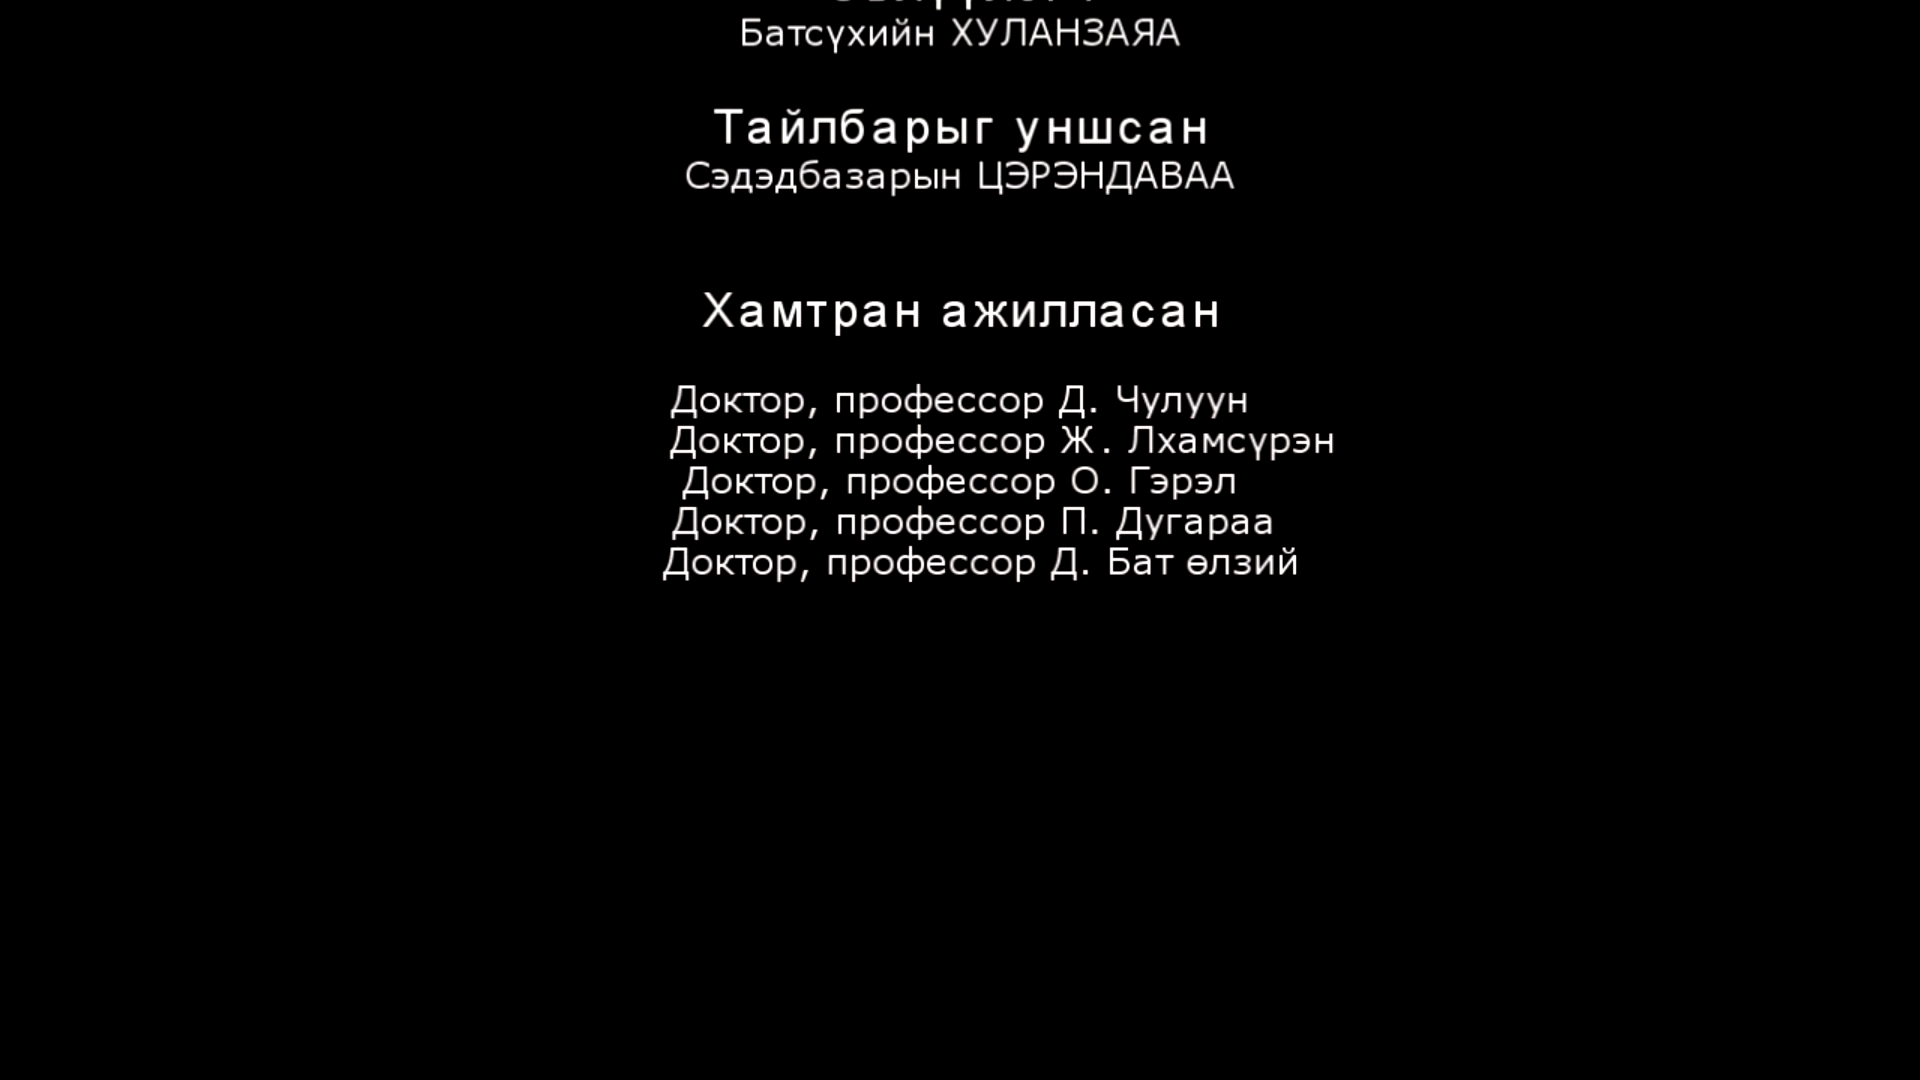 Батсүхийн ХУЛАНЗАЯА
Тайлбарыг уншсан
Сэдэдбазарын ЦЭРЭНДАВАА
Хамтран ажилласан
Доктор, профессор Д. Чулуун
Доктор, профессор Ж. Лхамсүрэн
Доктор, профессор О. Гэрэл
Доктор, профессор П. Дугараа
Доктор, профессор Д. Бат өлзий